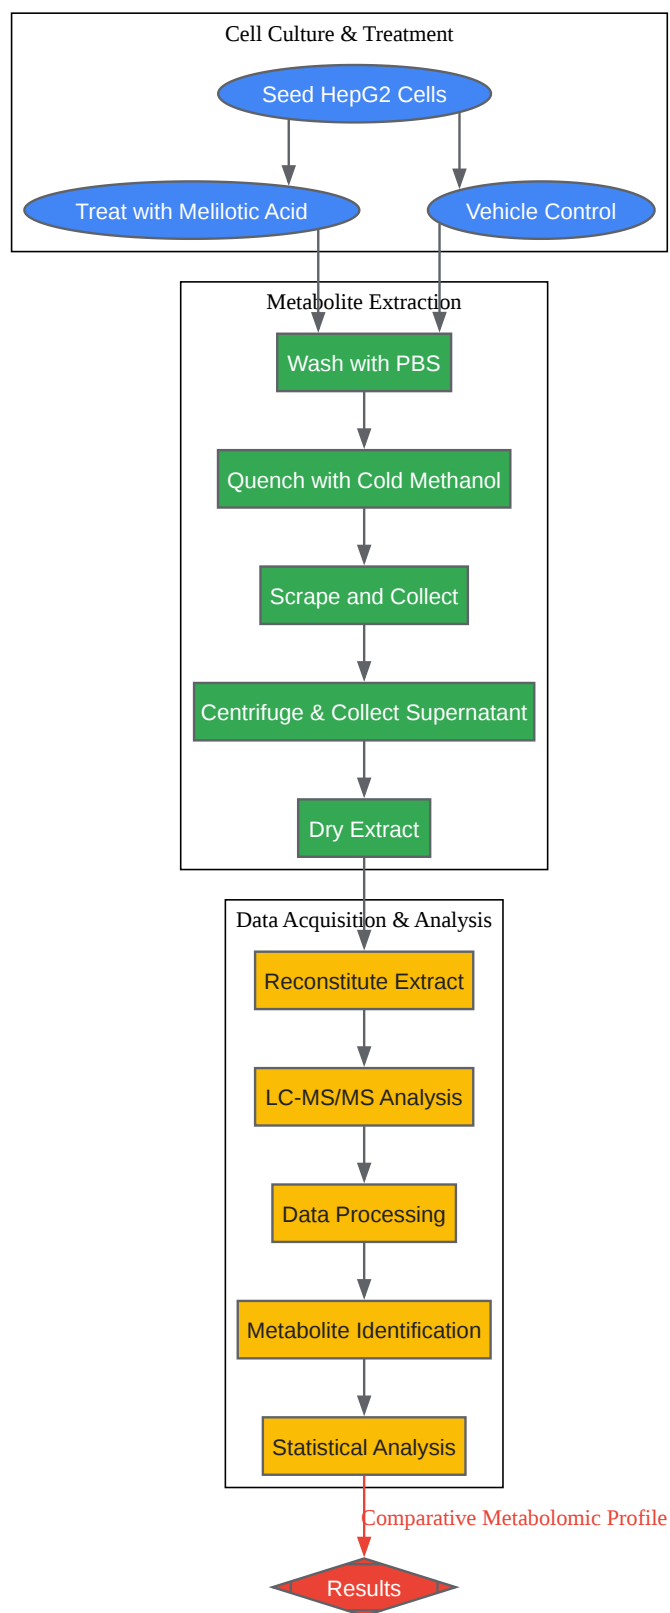 Cell Culture & Treatment
Seed HepG2 Cells
Treat with Melilotic Acid
Vehicle Control
Metabolite Extraction
Wash with PBS
Quench with Cold Methanol
Scrape and Collect
Centrifuge & Collect Supernatant
Dry Extract
Data Acquisition & Analysis
Reconstitute Extract
LC-MS/MS Analysis
Data Processing
Metabolite Identification
Statistical Analysis
Comparative Metabolomic Profile
Results